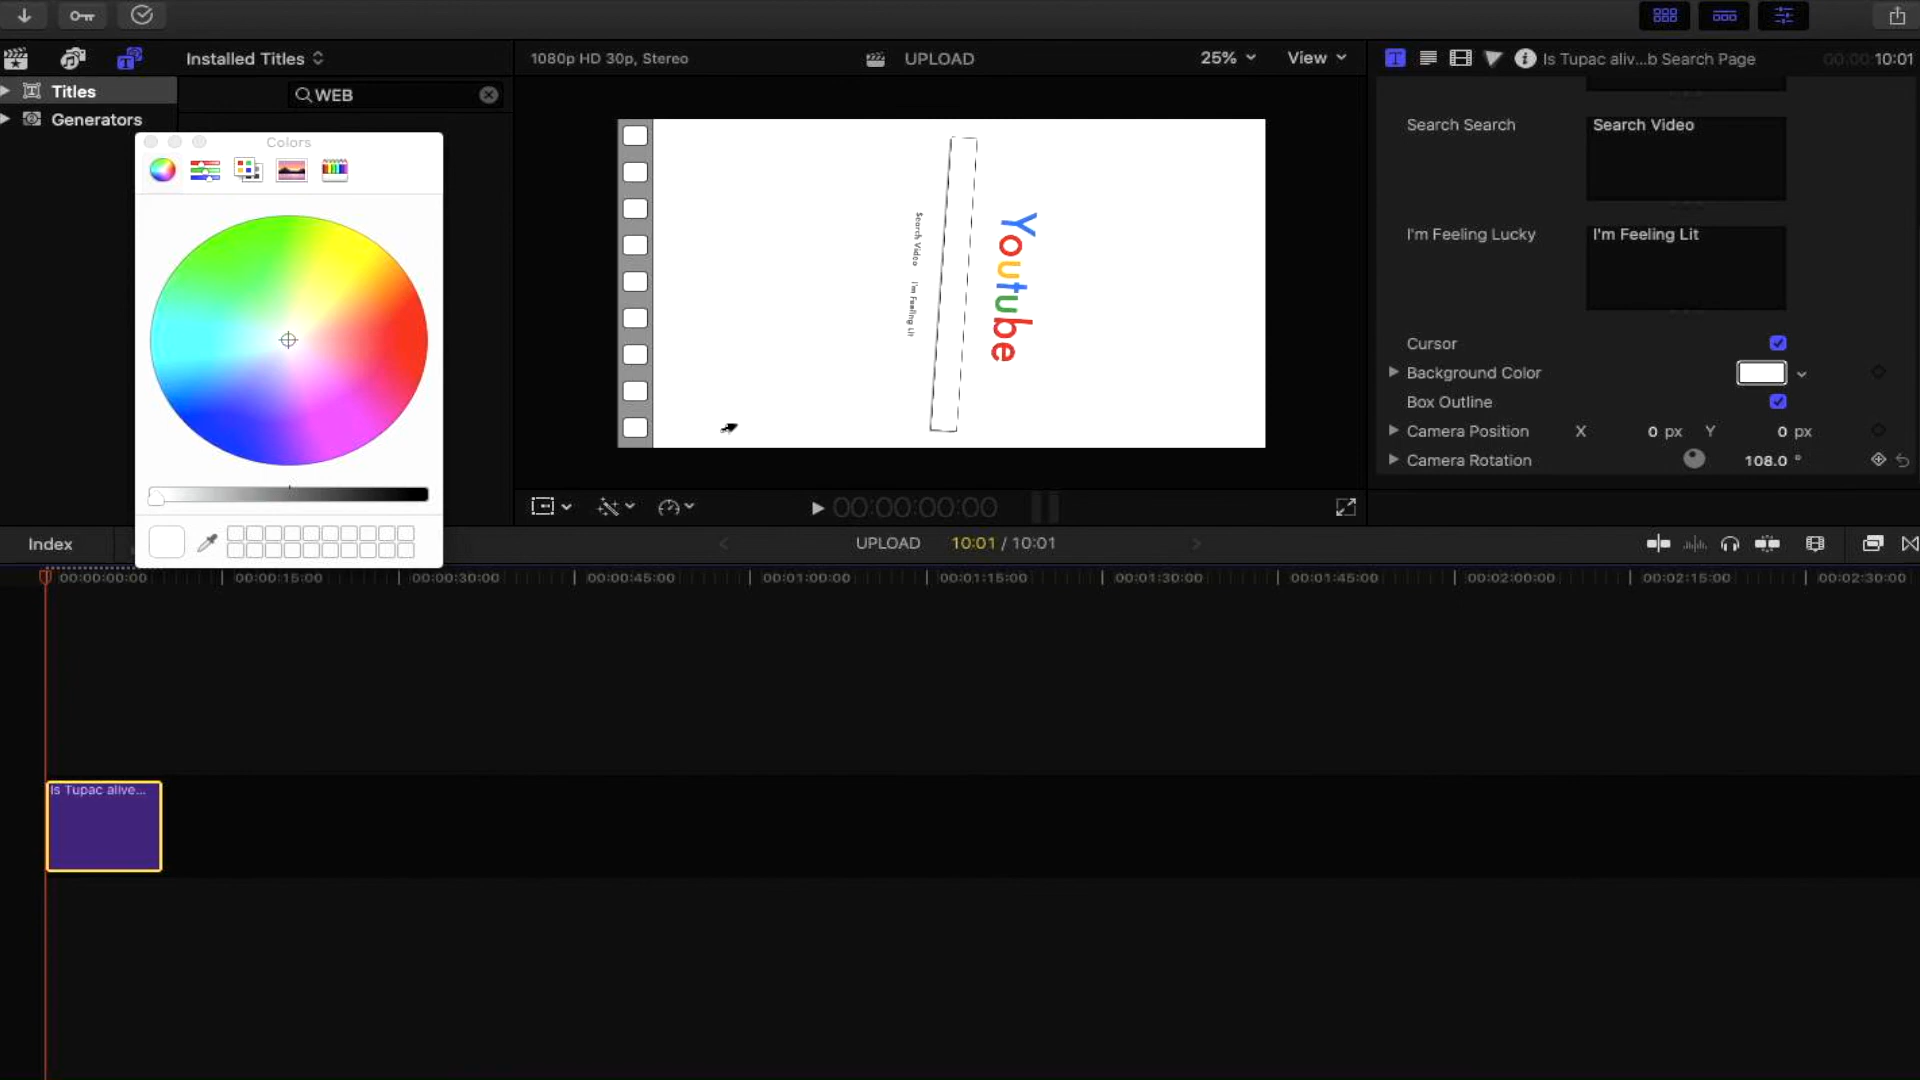 Installed Titles
1080p HD 30p, Stereo
UPLOAD
25%
View
Is Tupac aliv...b Search Page
00:00:10:01
Titles
WEB
Generators
Colors
Search Search
Search Video
I'm Feeling Lucky
I'm Feeling Lit
Youtube
Search Video
I'm Feeling Lit
Cursor
Background Color
Box Outline
Camera Position
X
0 px
Y
0 px
Camera Rotation
108.0 °
00:00:00:00
Index
UPLOAD
10:01 / 10:01
00:00:00:00
00:00:15:00
00:00:30:00
00:00:45:00
00:01:00:00
00:01:15:00
00:01:30:00
00:01:45:00
00:02:00:00
00:02:15:00
00:02:30:00
Is Tupac alive...